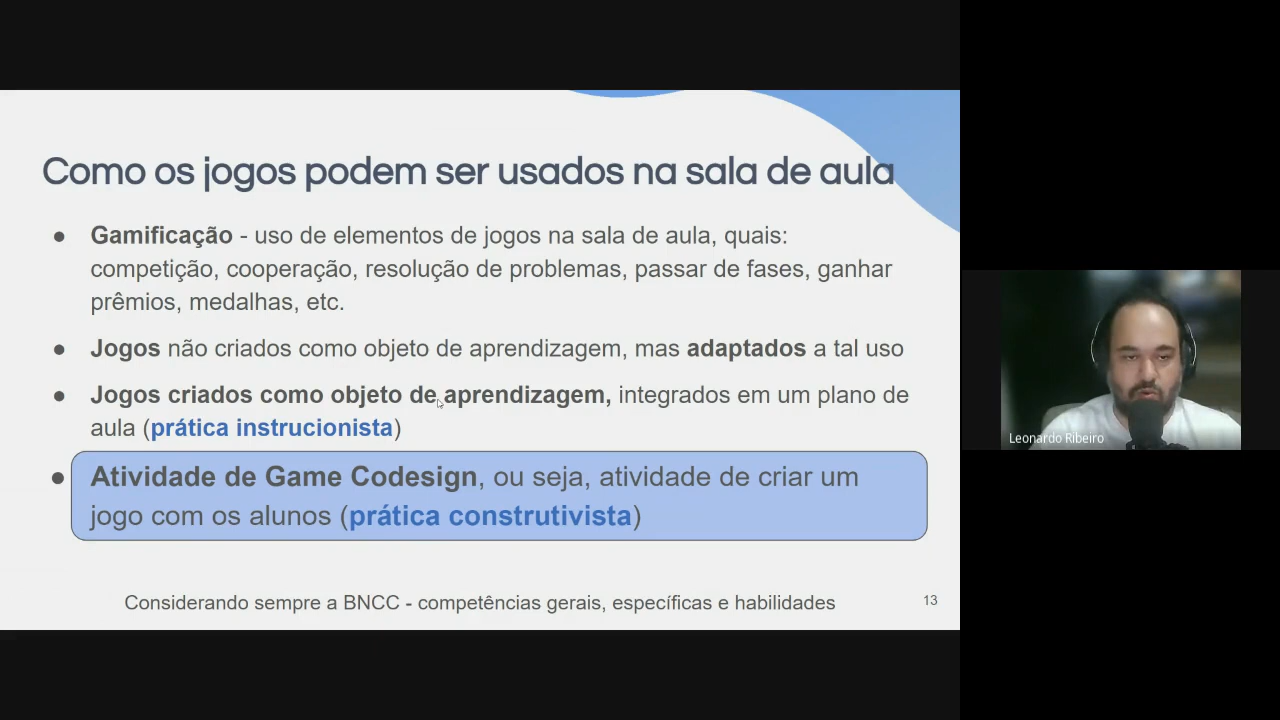 Como os jogos podem ser usados na sala de aula
● Gamificação - uso de elementos de jogos na sala de aula, quais:
competição, cooperação, resolução de problemas, passar de fases, ganhar
prêmios, medalhas, etc.
● Jogos não criados como objeto de aprendizagem, mas adaptados a tal uso
● Jogos criados como objeto de aprendizagem, integrados em um plano de
aula (prática instrucionista)
● Atividade de Game Codesign, ou seja, atividade de criar um
jogo com os alunos (prática construtivista)
Considerando sempre a BNCC - competências gerais, específicas e habilidades
13
Leonardo Ribeiro